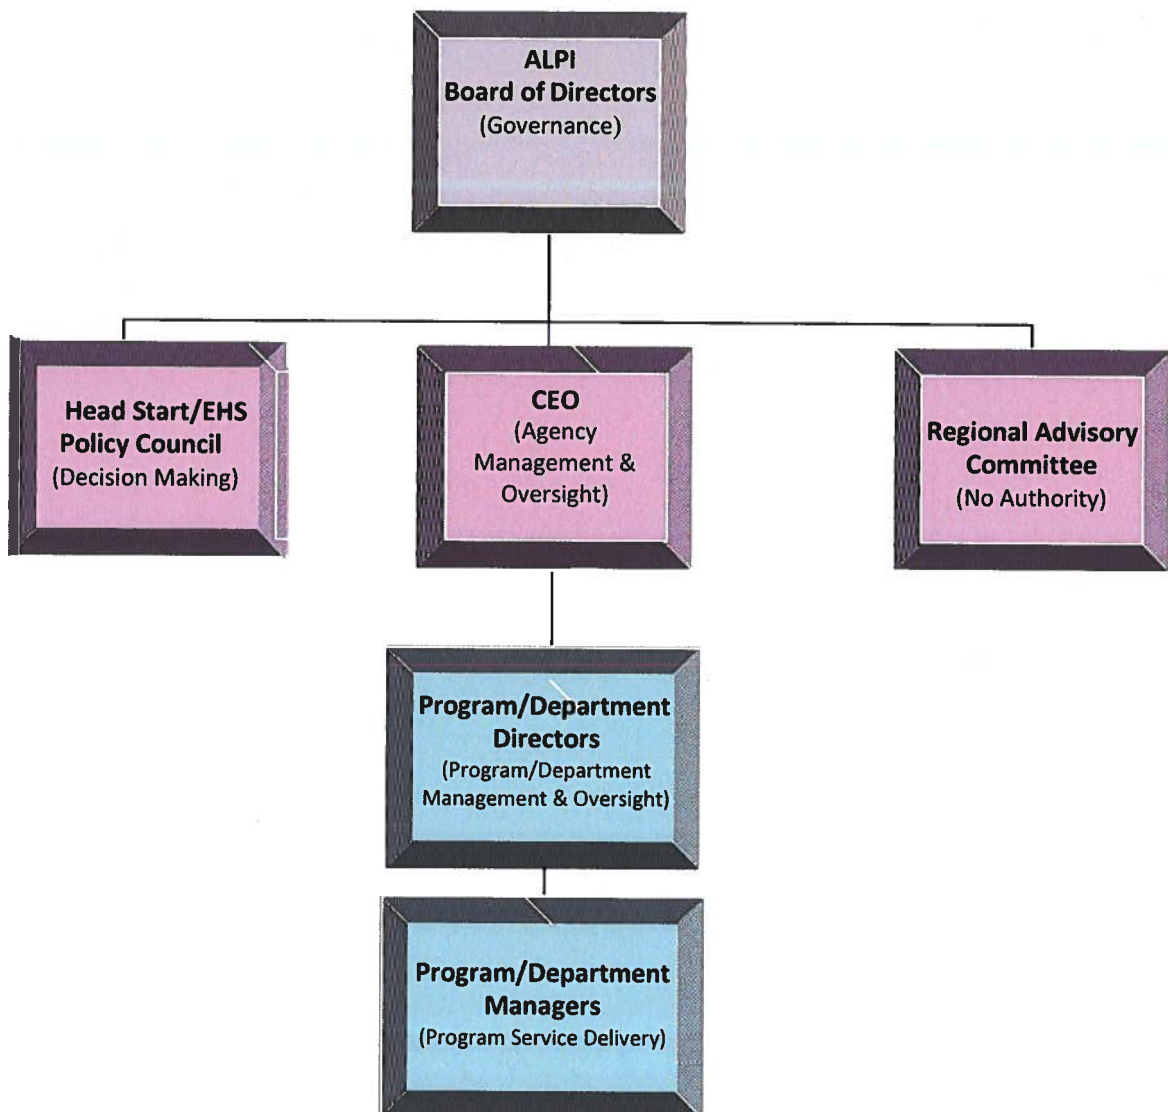 ALPI
Board of Directors
(Governance)
Head Start/EHS
Policy Council
(Decision Making)
CEO
(Agency
Management &
Oversight)
Regional Advisory
Committee
(No Authority)
Program/Department
Directors
(Program/Department
Management & Oversight)
Program/Department
Managers
(Program Service Delivery)